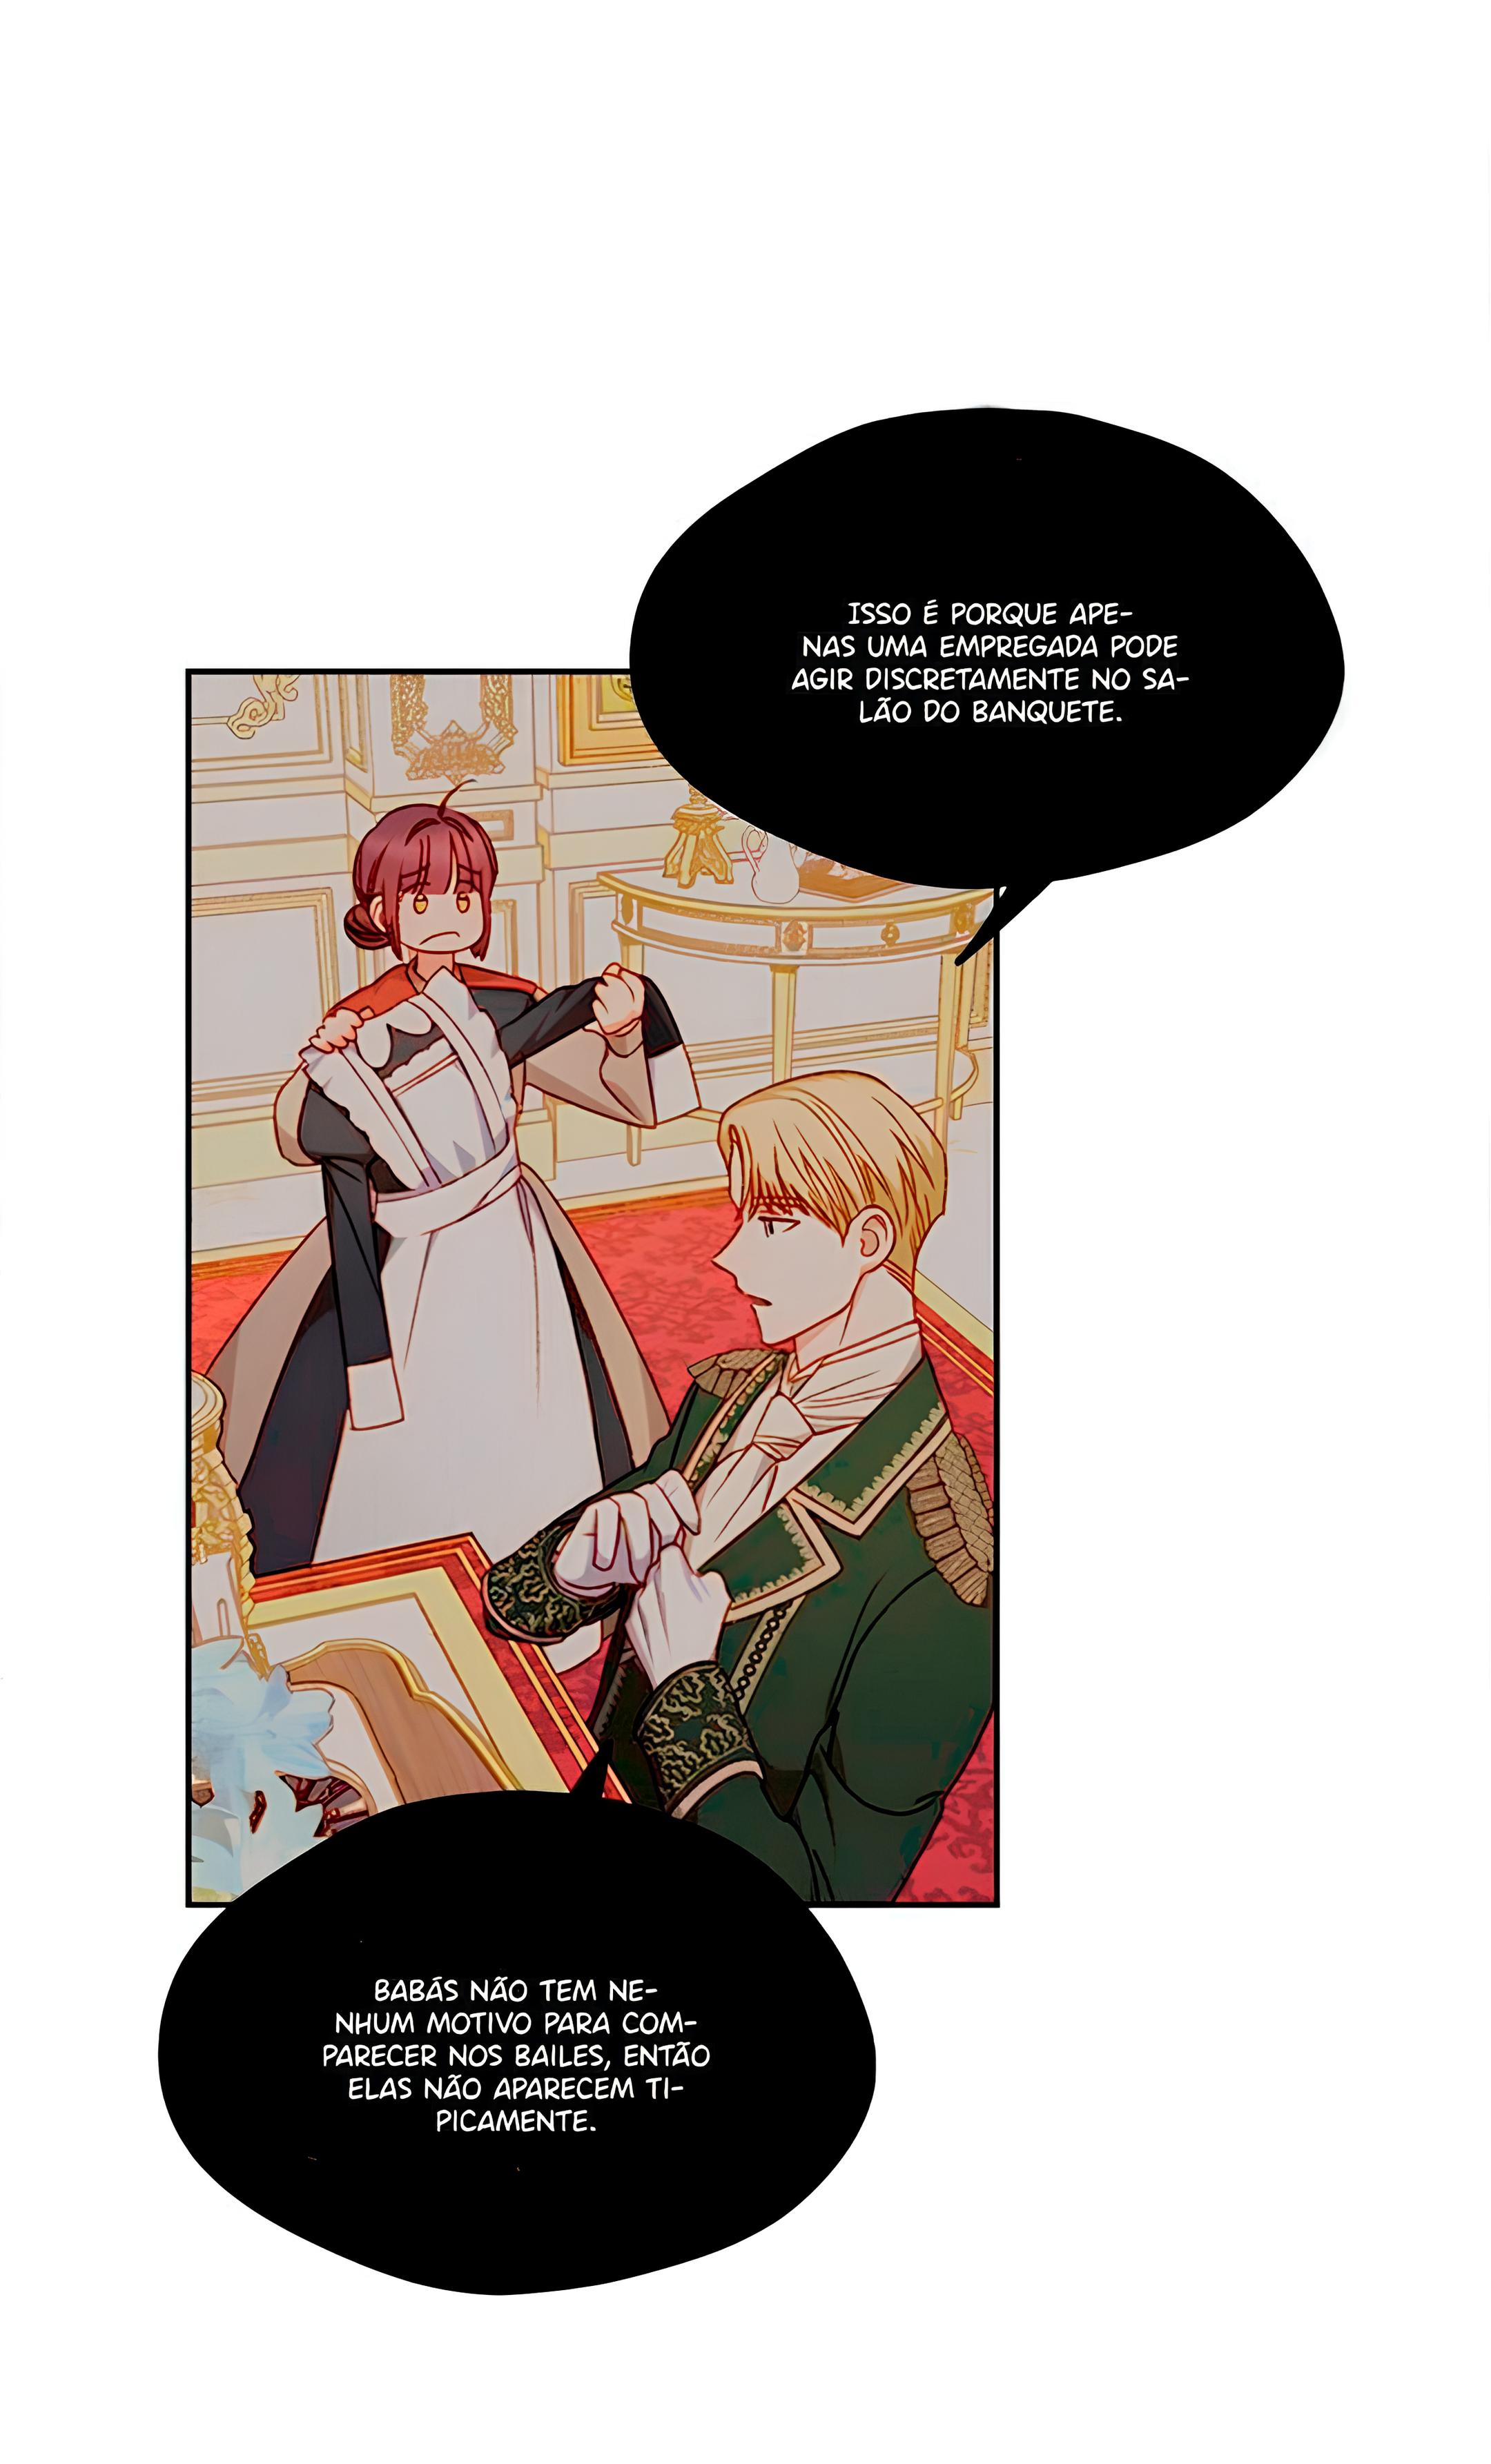 ISSO É PORQUE APE-
NAS UMA EMPREGADA PODE
AGIR DISCRETAMENTE NO SA-
LÃO DO BANQUETE.
BABÁS NÃO TEM NE-
NHUM MOTIVO PARA COM-
PARECER NOS BAILES, ENTÃO
ELAS NÃO APARECEM TI-
PICAMENTE.